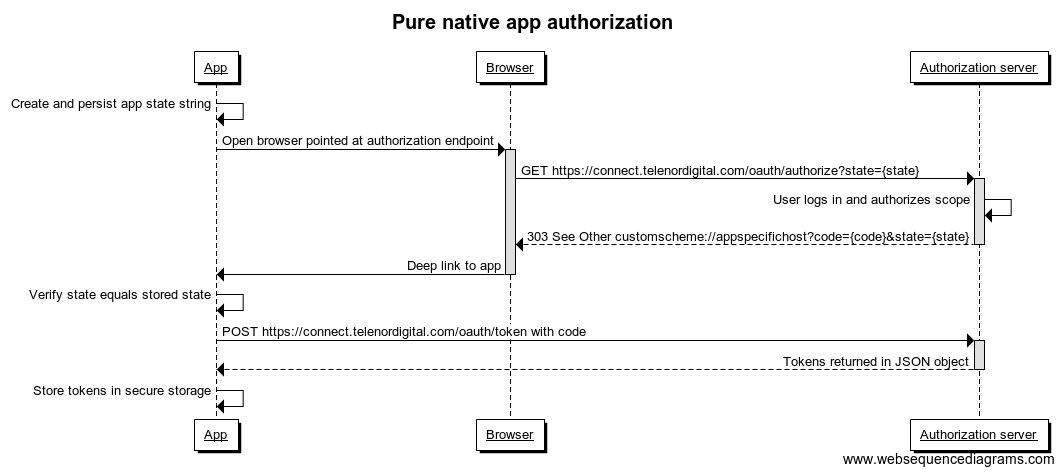 Pure native app authorization
App
Browser
Authorization server
Create and persist app state string
Open browser pointed at authorization endpoint
GET https://connect.telenordigital.com/oauth/authorize?state={state}
User logs in and authorizes scope
303 See Other customscheme://appspecifichost?code={code}&state={state}
Deep link to app
Verify state equals stored state
POST https://connect.telenordigital.com/oauth/token with code
Tokens returned in JSON object
Store tokens in secure storage
App
Browser
Authorization server
www.websequencediagrams.com